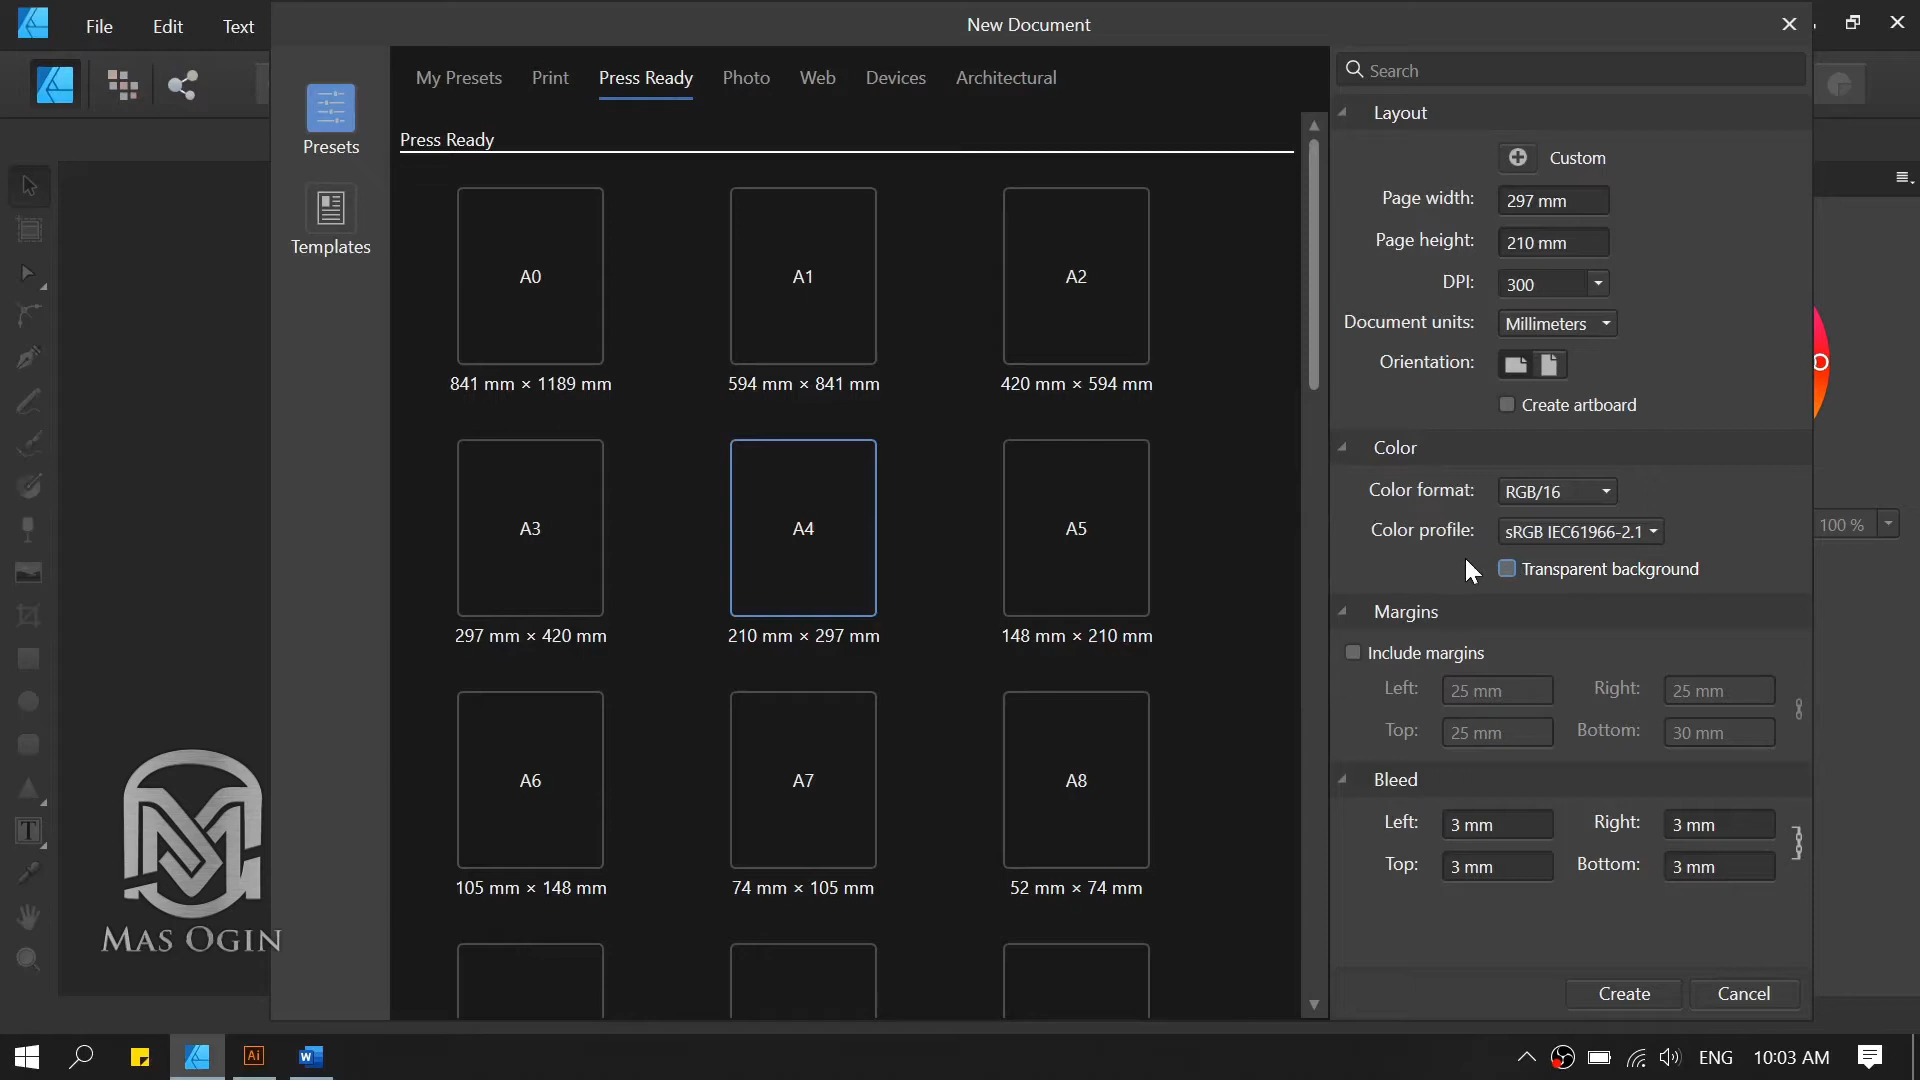 File Edit Text
New Document
My Presets Print Press Ready Photo Web Devices Architectural
Search
Presets
Templates
Press Ready
A0
841 mm × 1189 mm
A1
594 mm × 841 mm
A2
420 mm × 594 mm
A3
297 mm × 420 mm
A4
210 mm × 297 mm
A5
148 mm × 210 mm
A6
105 mm × 148 mm
A7
74 mm × 105 mm
A8
52 mm × 74 mm
Layout
Custom
Page width: 297 mm
Page height: 210 mm
DPI: 300
Document units: Millimeters
Orientation:
Create artboard
Color
Color format: RGB/16
Color profile: sRGB IEC61966-2.1
Transparent background
Margins
Include margins
Left: 25 mm Right: 25 mm
Top: 25 mm Bottom: 30 mm
Bleed
Left: 3 mm Right: 3 mm
Top: 3 mm Bottom: 3 mm
Create Cancel
100 %
T
MAS OGIN
Ai
W
ENG 10:03 AM